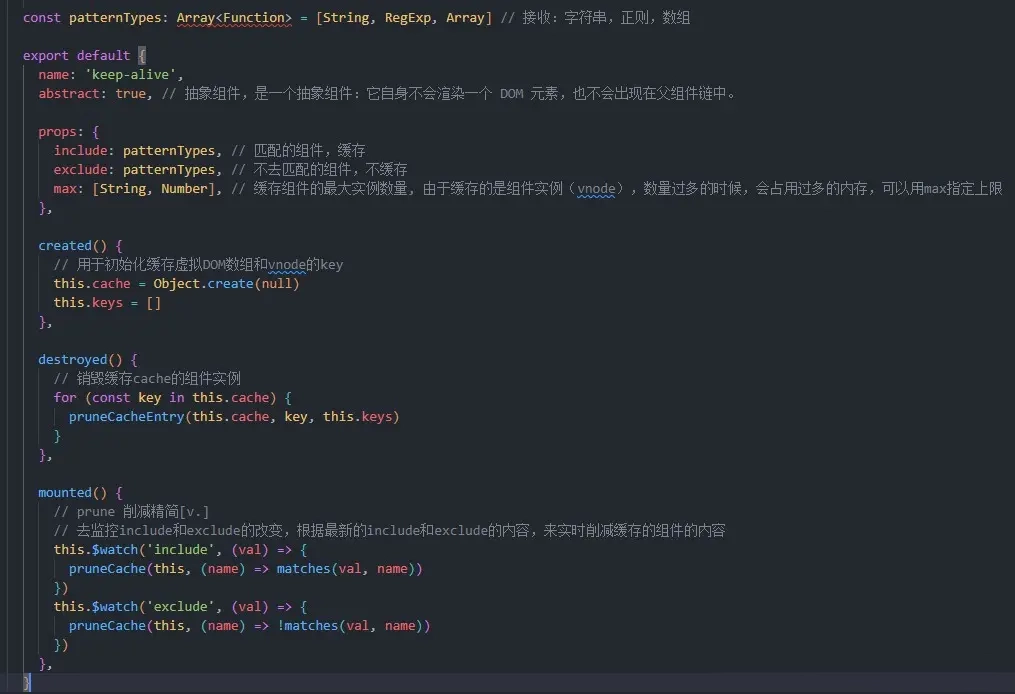 const patternTypes: Array<Function> = [String, RegExp, Array] // 接收：字符串，正则，数组
export default {
name: 'keep-alive',
abstract: true, // 抽象组件，是一个抽象组件：它自身不会渲染一个 DOM 元素，也不会出现在父组件链中。
props: {
include: patternTypes, // 匹配的组件，缓存
exclude: patternTypes, // 不去匹配的组件，不缓存
max: [String, Number], // 缓存组件的最大实例数量, 由于缓存的是组件实例（vnode），数量过多的时候，会占用过多的内存，可以用max指定上限
},
created() {
// 用于初始化缓存虚拟DOM数组和vnode的key
this.cache = Object.create(null)
this.keys = []
},
destroyed() {
// 销毁缓存cache的组件实例
for (const key in this.cache) {
pruneCacheEntry(this.cache, key, this.keys)
}
},
mounted() {
// prune 削减精简[v.]
// 去监控include和exclude的改变，根据最新的include和exclude的内容，来实时削减缓存的组件的内容
this.$watch('include', (val) => {
pruneCache(this, (name) => matches(val, name))
})
this.$watch('exclude', (val) => {
pruneCache(this, (name) => !matches(val, name))
})
},
}